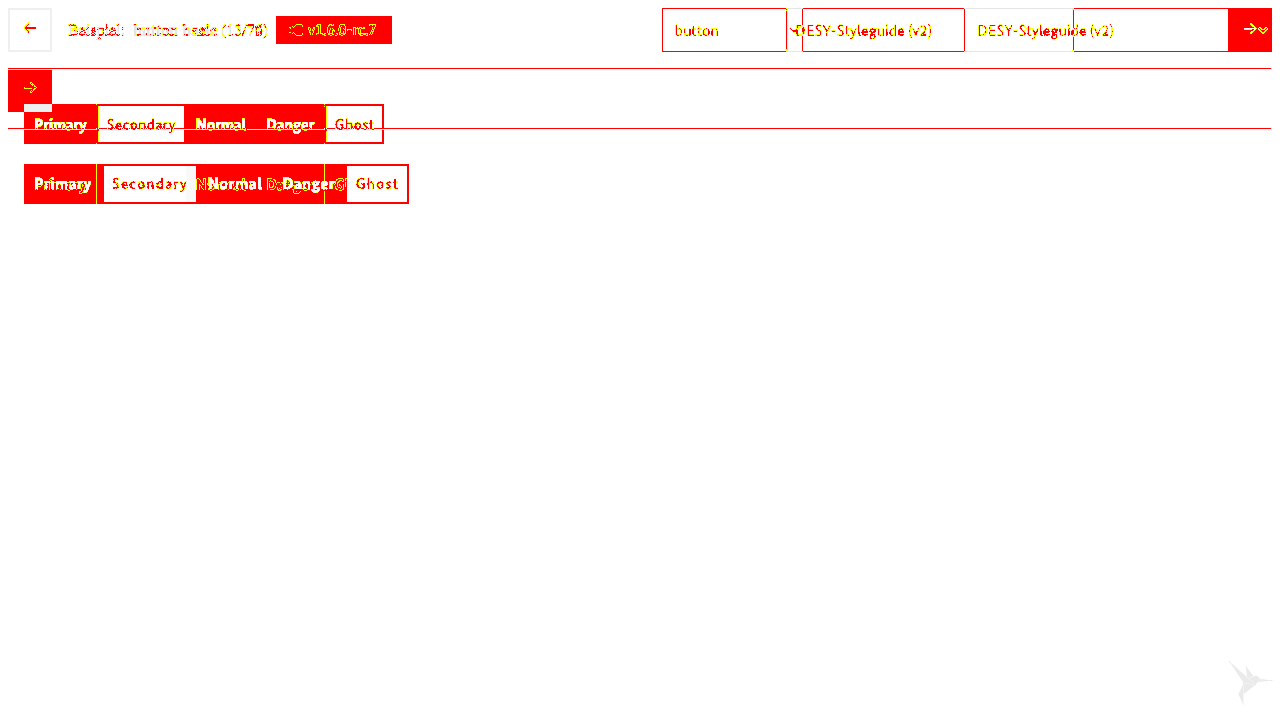 Beispiel: button basic (13/76) v1.6.0-rc.7 button DESY-Styleguide (v2) DESY-Styleguide (v2)
Primary Secondary Normal Danger Ghost
Primary Secondary Normal Danger Ghost